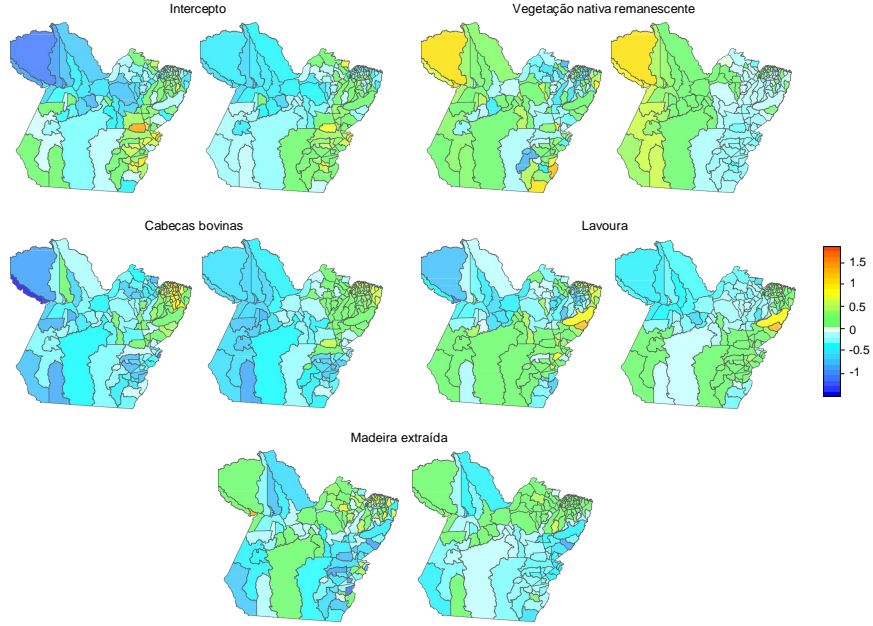 Intercepto
Vegetação nativa remanescente
Cabeças bovinas
Lavoura
1.5
1
0.5
0
-0.5
-1
Madeira extraída